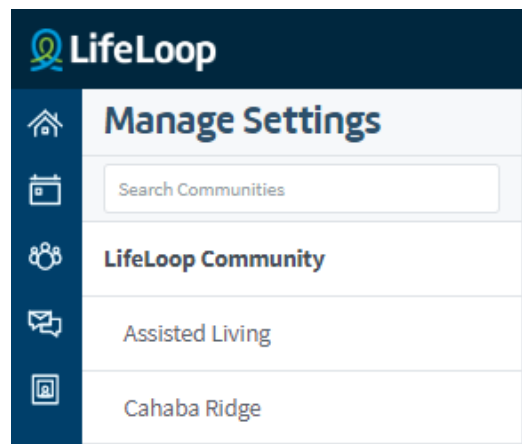 LifeLoop
Manage Settings
Search Communities
LifeLoop Community
Assisted Living
Cahaba Ridge